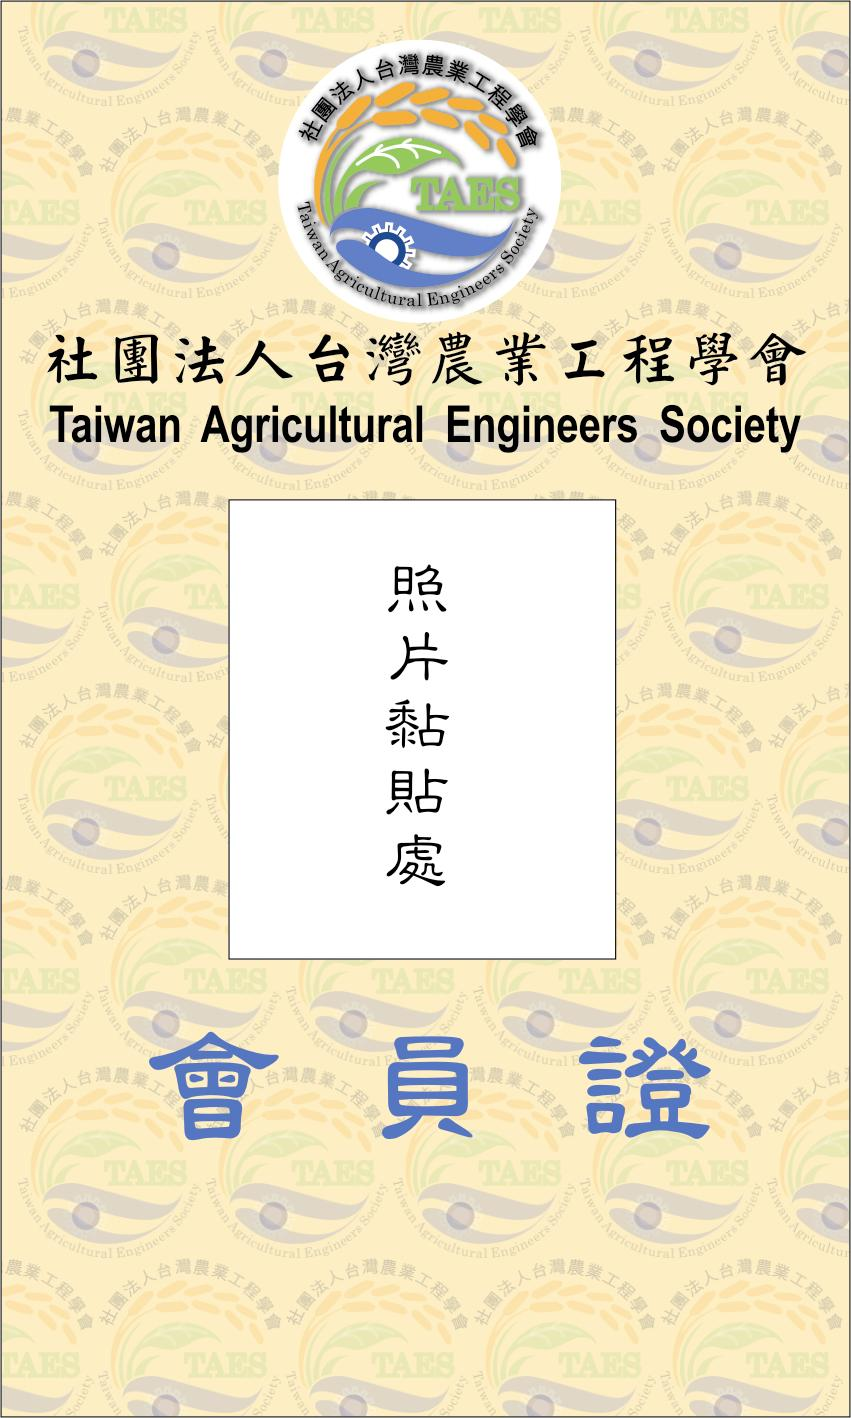 社團法人台灣農業工程學會
TAES
Taiwan Agricultural Engineers Society
社團法人台灣農業工程學會
Taiwan Agricultural Engineers Society
照片黏貼處
會員證